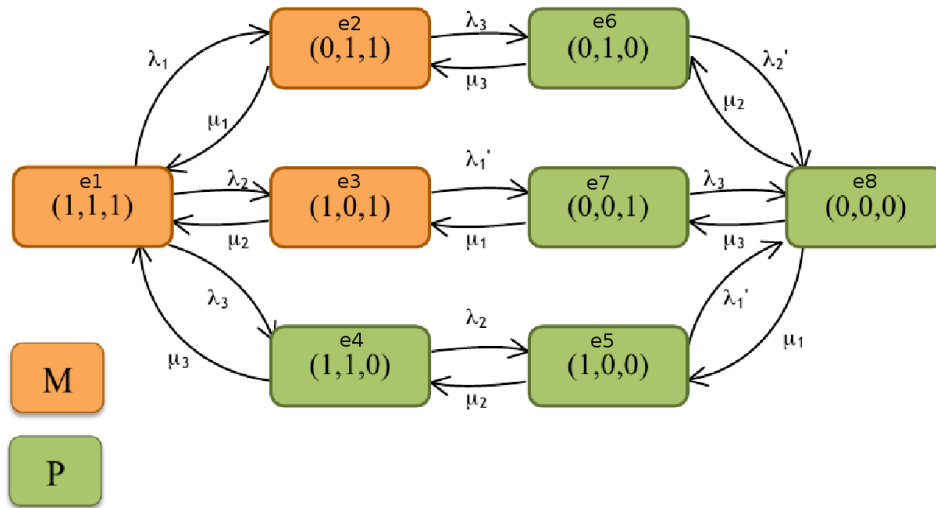 e2
(0,1,1)
λ3
μ3
e6
(0,1,0)
λ1
μ1
λ2'
μ2
e1
(1,1,1)
λ2
μ2
e3
(1,0,1)
λ1'
μ1
e7
(0,0,1)
λ3
μ3
e8
(0,0,0)
λ3
μ3
e4
(1,1,0)
λ2
μ2
e5
(1,0,0)
λ1'
μ1
M
P